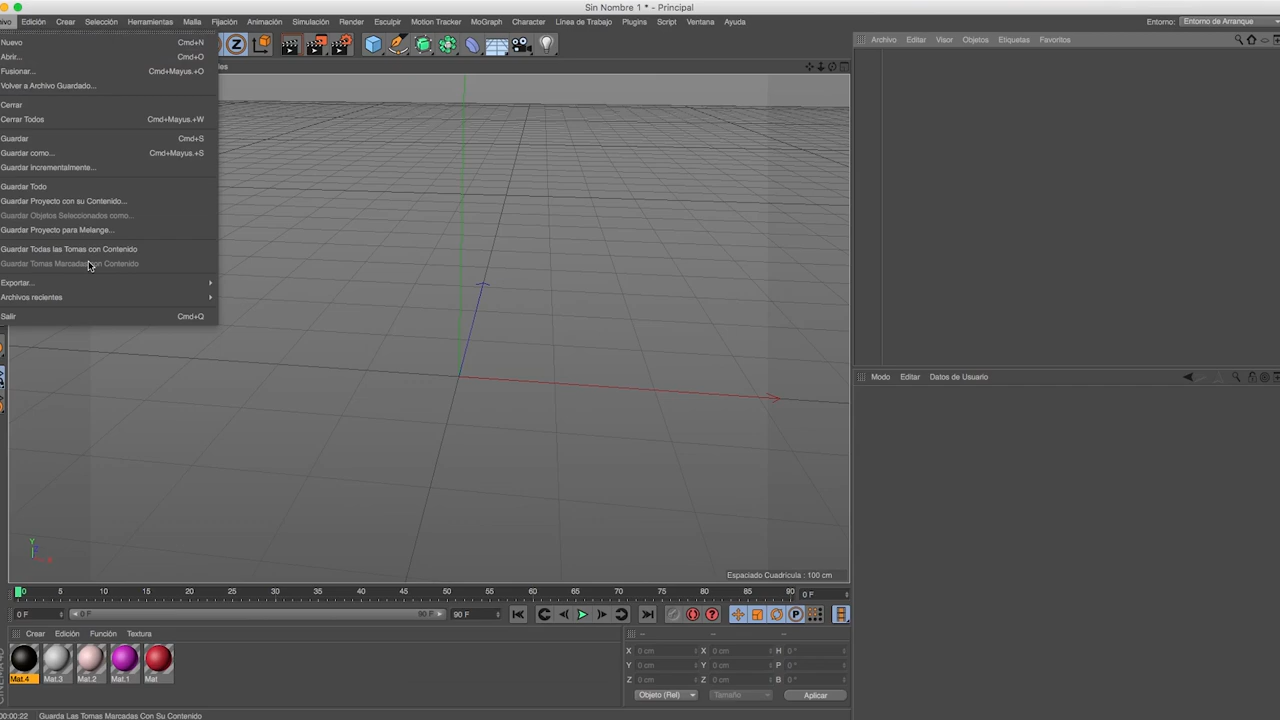 Sin Nombre 1 * - Principal
Edición Crear Selección Herramientas Malla Fijación Animación Simulación Render Esculpir Motion Tracker MoGraph Character Línea de Trabajo Plugins Script Ventana Ayuda Entorno: Entorno de Arranque
Nuevo Cmd+N
Abrir... Cmd+O
Fusionar... Cmd+Mayus.+O
Volver a Archivo Guardado...
Cerrar
Cerrar Todos Cmd+Mayus.+W
Guardar Cmd+S
Guardar como... Cmd+Mayus.+S
Guardar incrementalmente...
Guardar Todo
Guardar Proyecto con su Contenido...
Guardar Objetos Seleccionados como...
Guardar Proyecto para Melange...
Guardar Todas las Tomas con Contenido
Guardar Tomas Marcadas con Contenido
Exportar...
Archivos recientes
Salir Cmd+Q
Archivo Editar Visor Objetos Etiquetas Favoritos
Modo Editar Datos de Usuario
Y
X
Espaciado Cuadricula : 100 cm
0 5 10 15 20 25 30 35 40 45 50 55 60 65 70 75 80 85 90 0 F
0 F 0 F 90 F 90 F
Crear Edición Función Textura
Mat.4 Mat.3 Mat.2 Mat.1 Mat
X 0 cm X 0 cm H 0 °
Y 0 cm Y 0 cm P 0 °
Z 0 cm Z 0 cm B 0 °
Objeto (Rel) Tamaño Aplicar
00:00:22 Guarda Las Tomas Marcadas Con Su Contenido